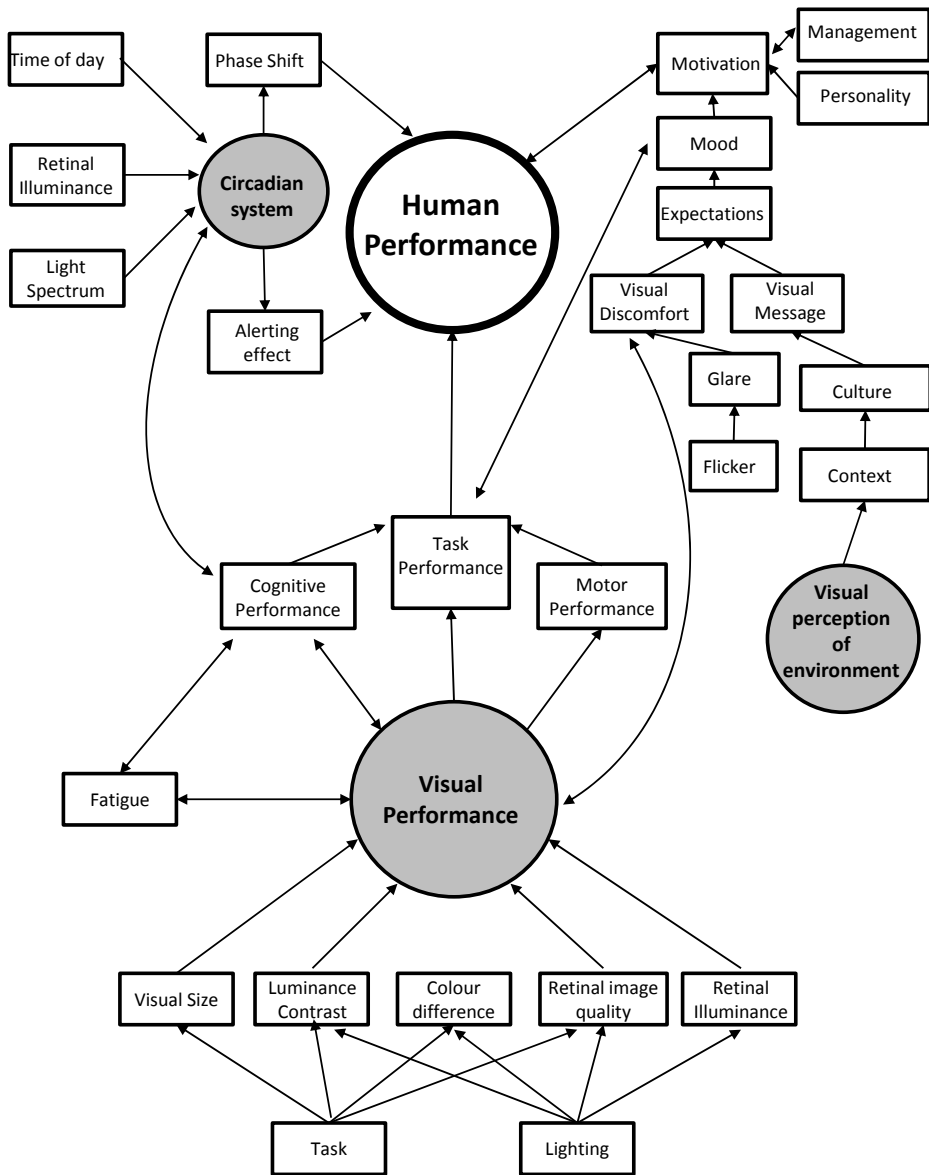 Time of day
Phase Shift
Management
Motivation
Personality
Retinal
Illuminance
Circadian
system
Human
Performance
Mood
Expectations
Light
Spectrum
Alerting
effect
Visual
Discomfort
Visual
Message
Glare
Culture
Flicker
Context
Task
Performance
Cognitive
Performance
Motor
Performance
Visual
perception
of
environment
Fatigue
Visual
Performance
Visual Size
Luminance
Contrast
Colour
difference
Retinal image
quality
Retinal
Illuminance
Task
Lighting